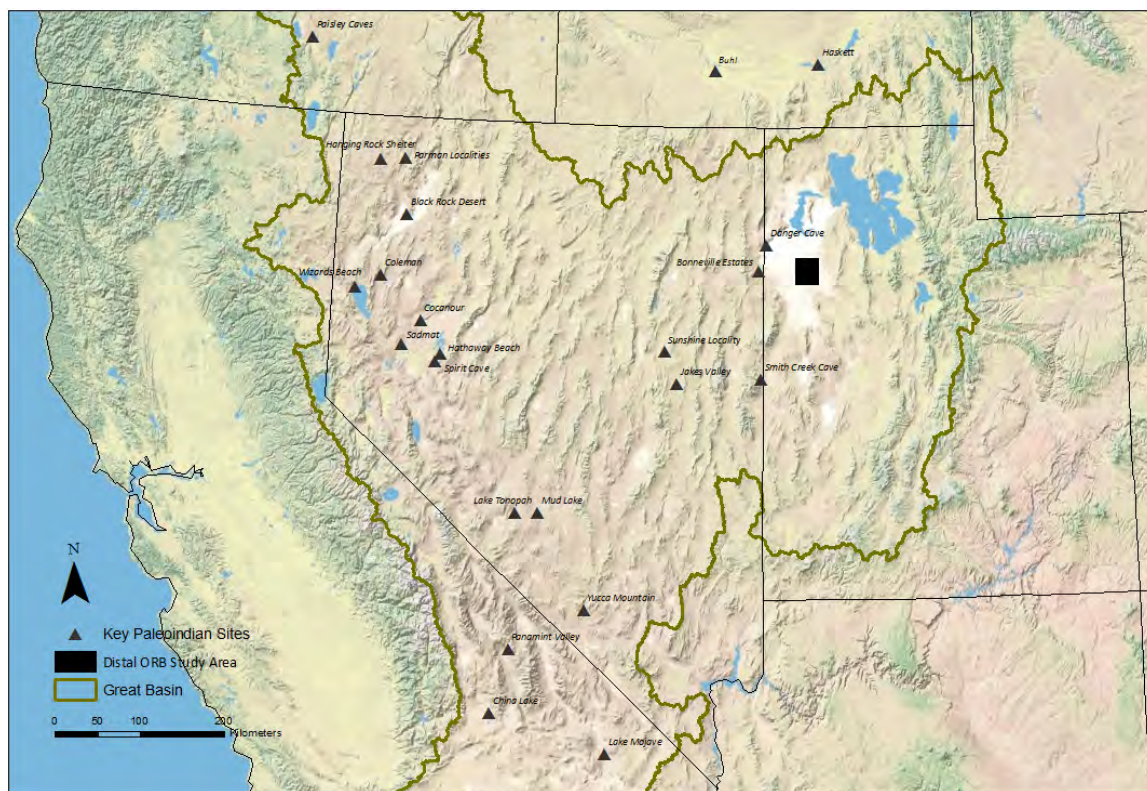 Paisley Caves
Buhl
Haskett
Hanging Rock Shelter
Parman Localities
Black Rock Desert
Danger Cave
Bonneville Estates
Coleman
Wizards Beach
Cocanour
Sadmat
Hathaway Beach
Spirit Cave
Sunshine Locality
Jakes Valley
Smith Creek Cave
Lake Tonopah
Mud Lake
Yucca Mountain
Panamint Valley
China Lake
Lake Mojave
N
Key Paleoindian Sites
Distal ORB Study Area
Great Basin
0 50 100 200
Kilometers